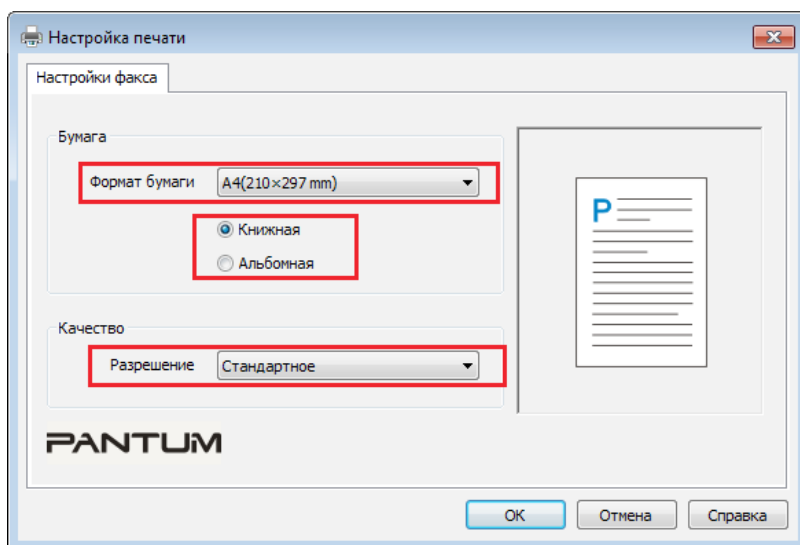 Настройка печати
Настройки факса
Бумага
Формат бумаги A4(210×297 mm)
Книжная
Альбомная
Качество
Разрешение Стандартное
P
PANTUM
OK Отмена Справка